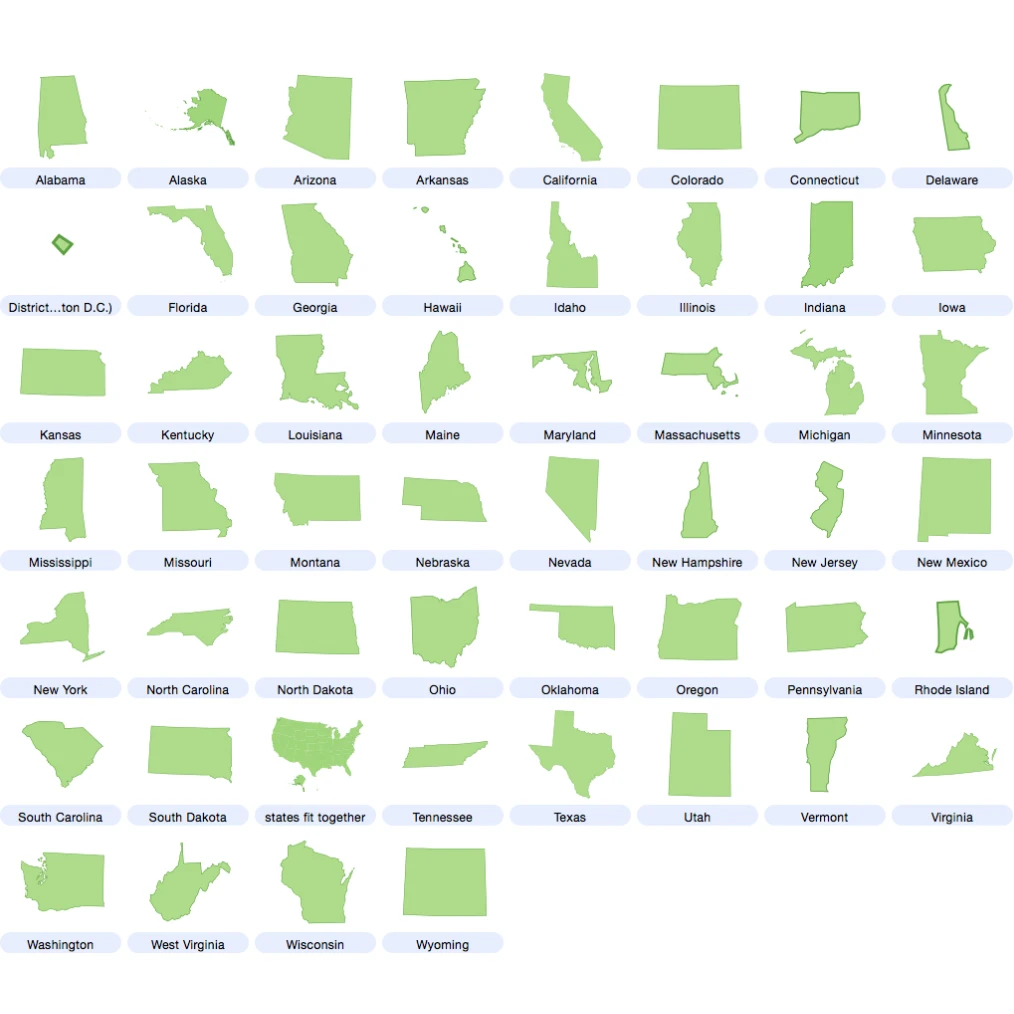 Alabama
Alaska
Arizona
Arkansas
California
Colorado
Connecticut
Delaware
District...ton D.C.)
Florida
Georgia
Hawaii
Idaho
Illinois
Indiana
Iowa
Kansas
Kentucky
Louisiana
Maine
Maryland
Massachusetts
Michigan
Minnesota
Mississippi
Missouri
Montana
Nebraska
Nevada
New Hampshire
New Jersey
New Mexico
New York
North Carolina
North Dakota
Ohio
Oklahoma
Oregon
Pennsylvania
Rhode Island
South Carolina
South Dakota
states fit together
Tennessee
Texas
Utah
Vermont
Virginia
Washington
West Virginia
Wisconsin
Wyoming